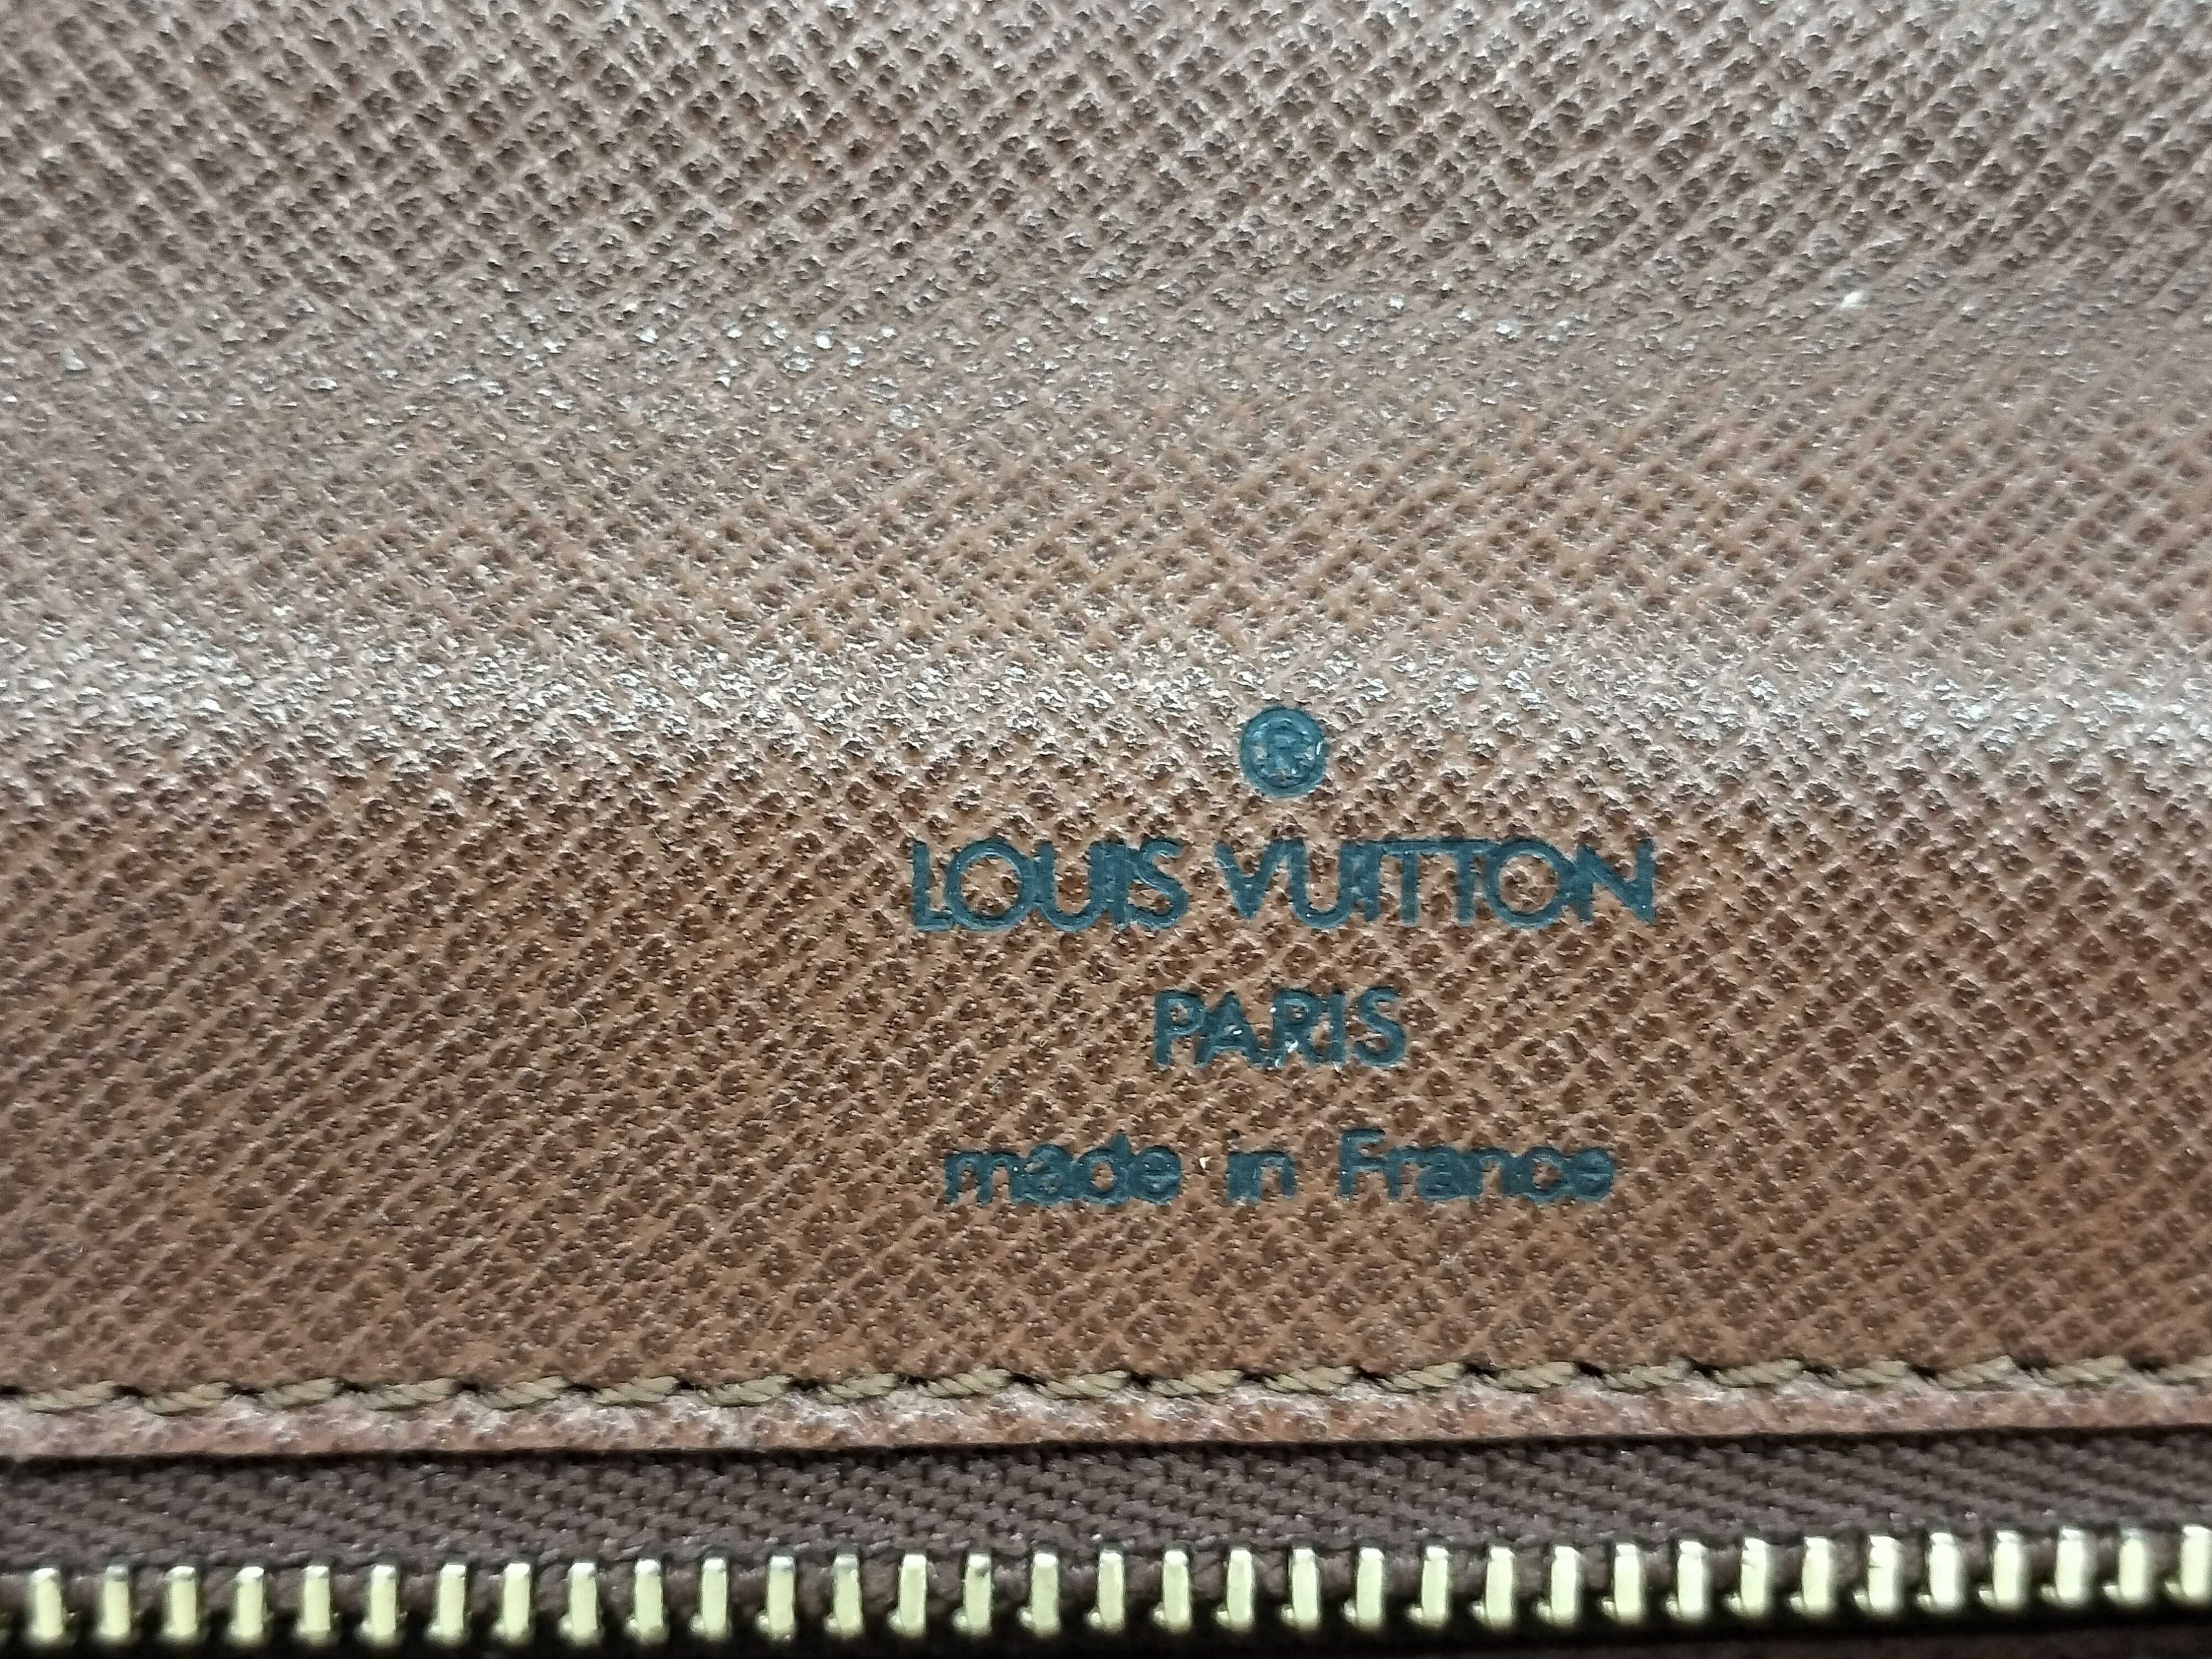 ®
LOUIS VUITTON
PARIS
made in France